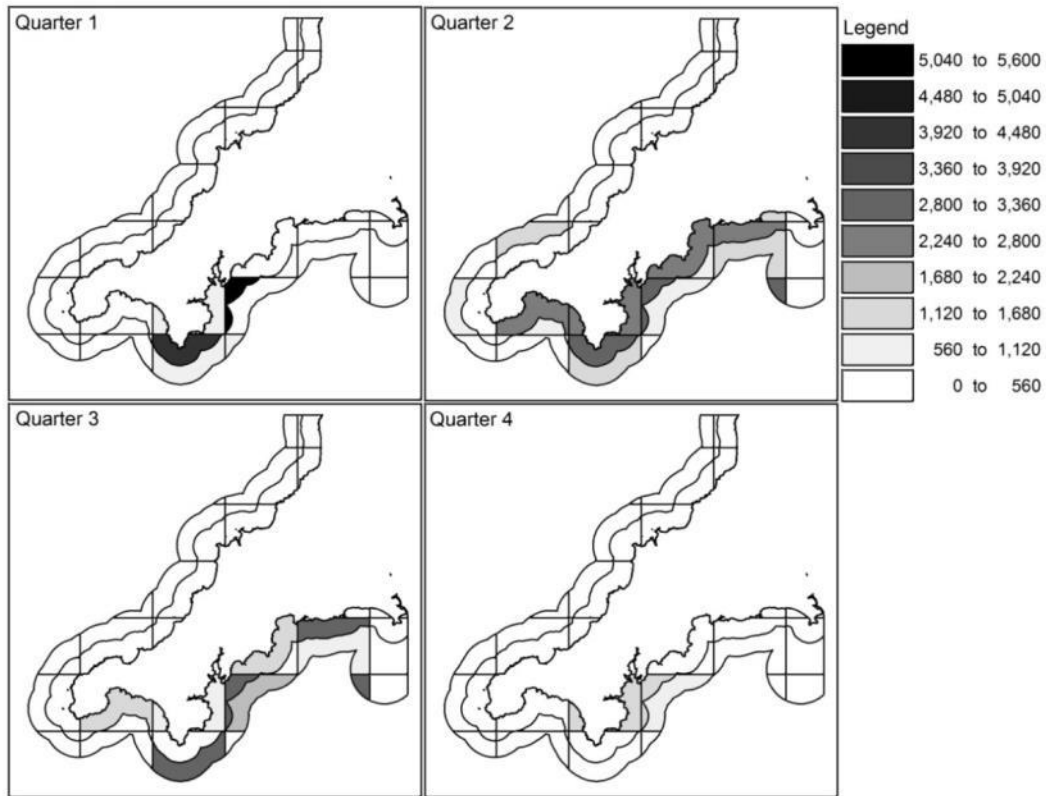 Quarter 1
Quarter 2
Legend
5,040 to 5,600
4,480 to 5,040
3,920 to 4,480
3,360 to 3,920
2,800 to 3,360
2,240 to 2,800
1,680 to 2,240
1,120 to 1,680
560 to 1,120
0 to 560
Quarter 3
Quarter 4